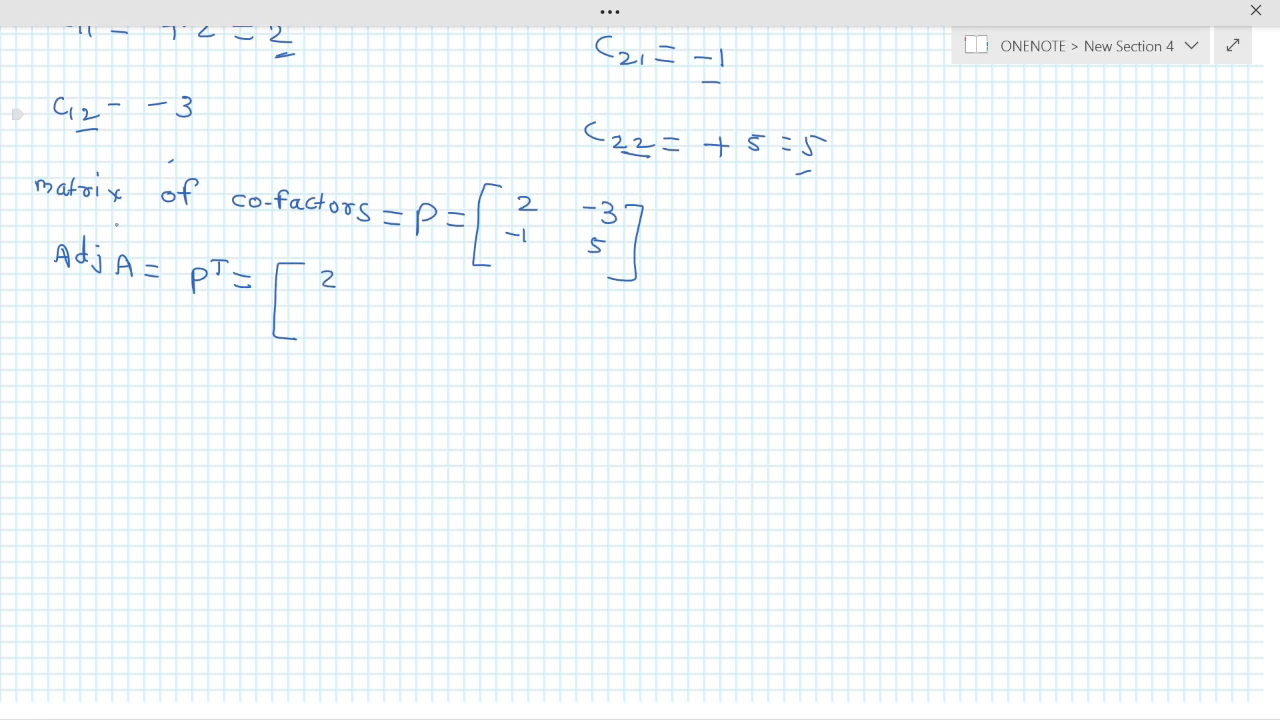 ONENOTE > New Section 4
= 2
C21 = -1
C12 - - 3
C22 = + 5 = 5
matrix of co-factors = P = [ 2 -3
-1 5 ]
Adj A = P^T = [ 2